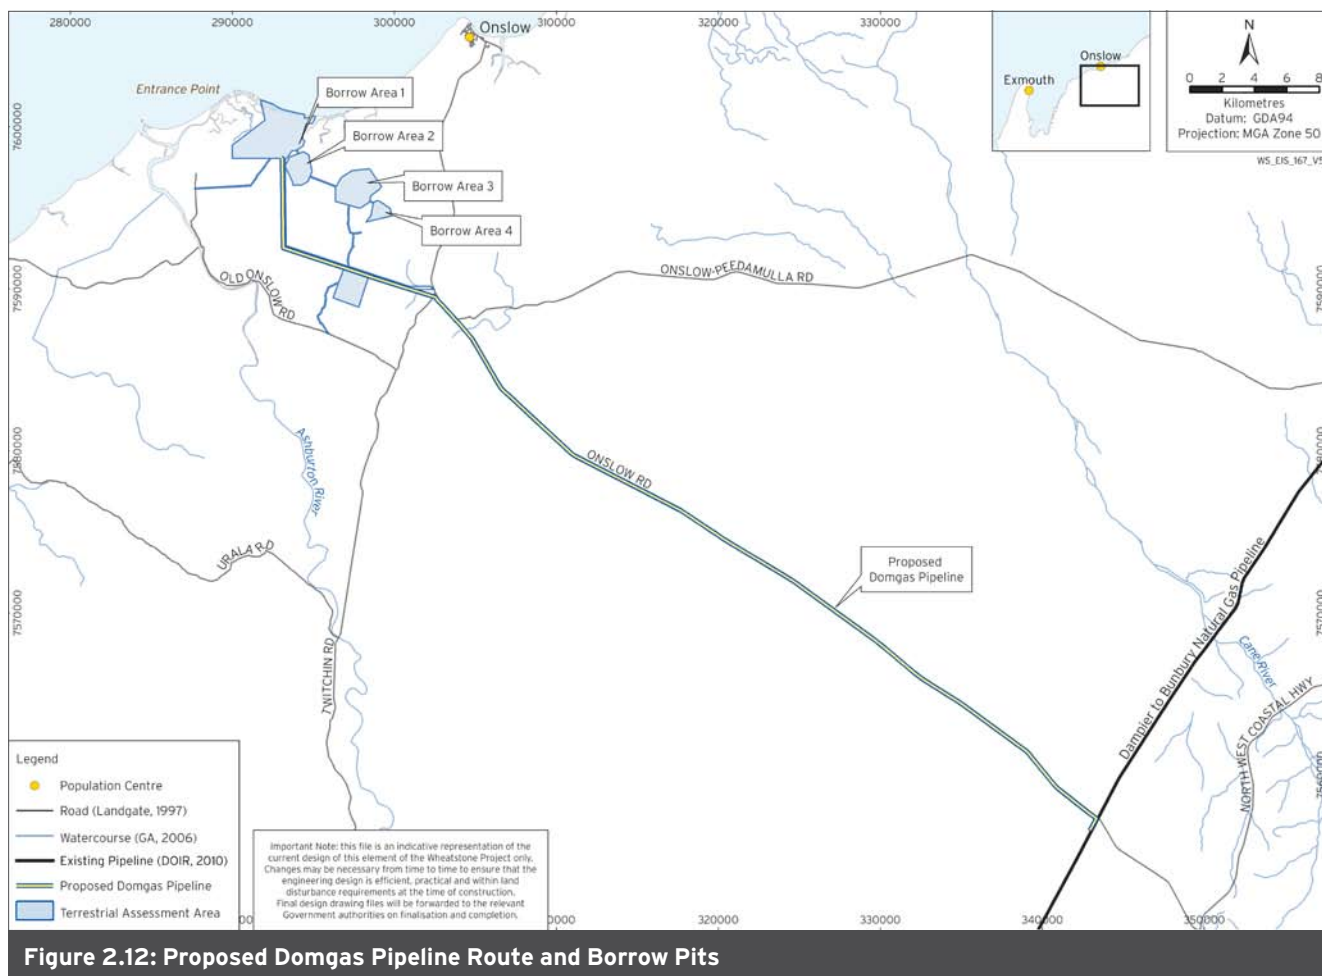 280000
290000
300000
310000
320000
330000
Onslow
Entrance Point
Borrow Area 1
Borrow Area 2
Borrow Area 3
Borrow Area 4
Onslow
Exmouth
N
0 2 4 6 8
Kilometres
Datum: GDA94
Projection: MGA Zone 50
WS_EIS_167_V5
7600000
7590000
7590000
OLD ONSLOW RD
ONSLOW-PEEDAMULLA RD
7580000
Ashburton River
ONSLOW RD
URALA RD
7570000
7570000
TWITCHIN RD
Proposed
Domgas Pipeline
Dampier to Bunbury Natural Gas Pipeline
Cane River
NORTH WEST COASTAL HWY
Legend
Population Centre
Road (Landgate, 1997)
Watercourse (GA, 2006)
Existing Pipeline (DOIR, 2010)
Proposed Domgas Pipeline
Terrestrial Assessment Area
Important Note: this file is an indicative representation of the
current design of this element of the Wheatstone Project only.
Changes may be necessary from time to time to ensure that the
engineering design is efficient, practical and within land
disturbance requirements at the time of construction.
Final design drawing files will be forwarded to the relevant
Government authorities on finalisation and completion.
320000
330000
340000
350000
Figure 2.12: Proposed Domgas Pipeline Route and Borrow Pits